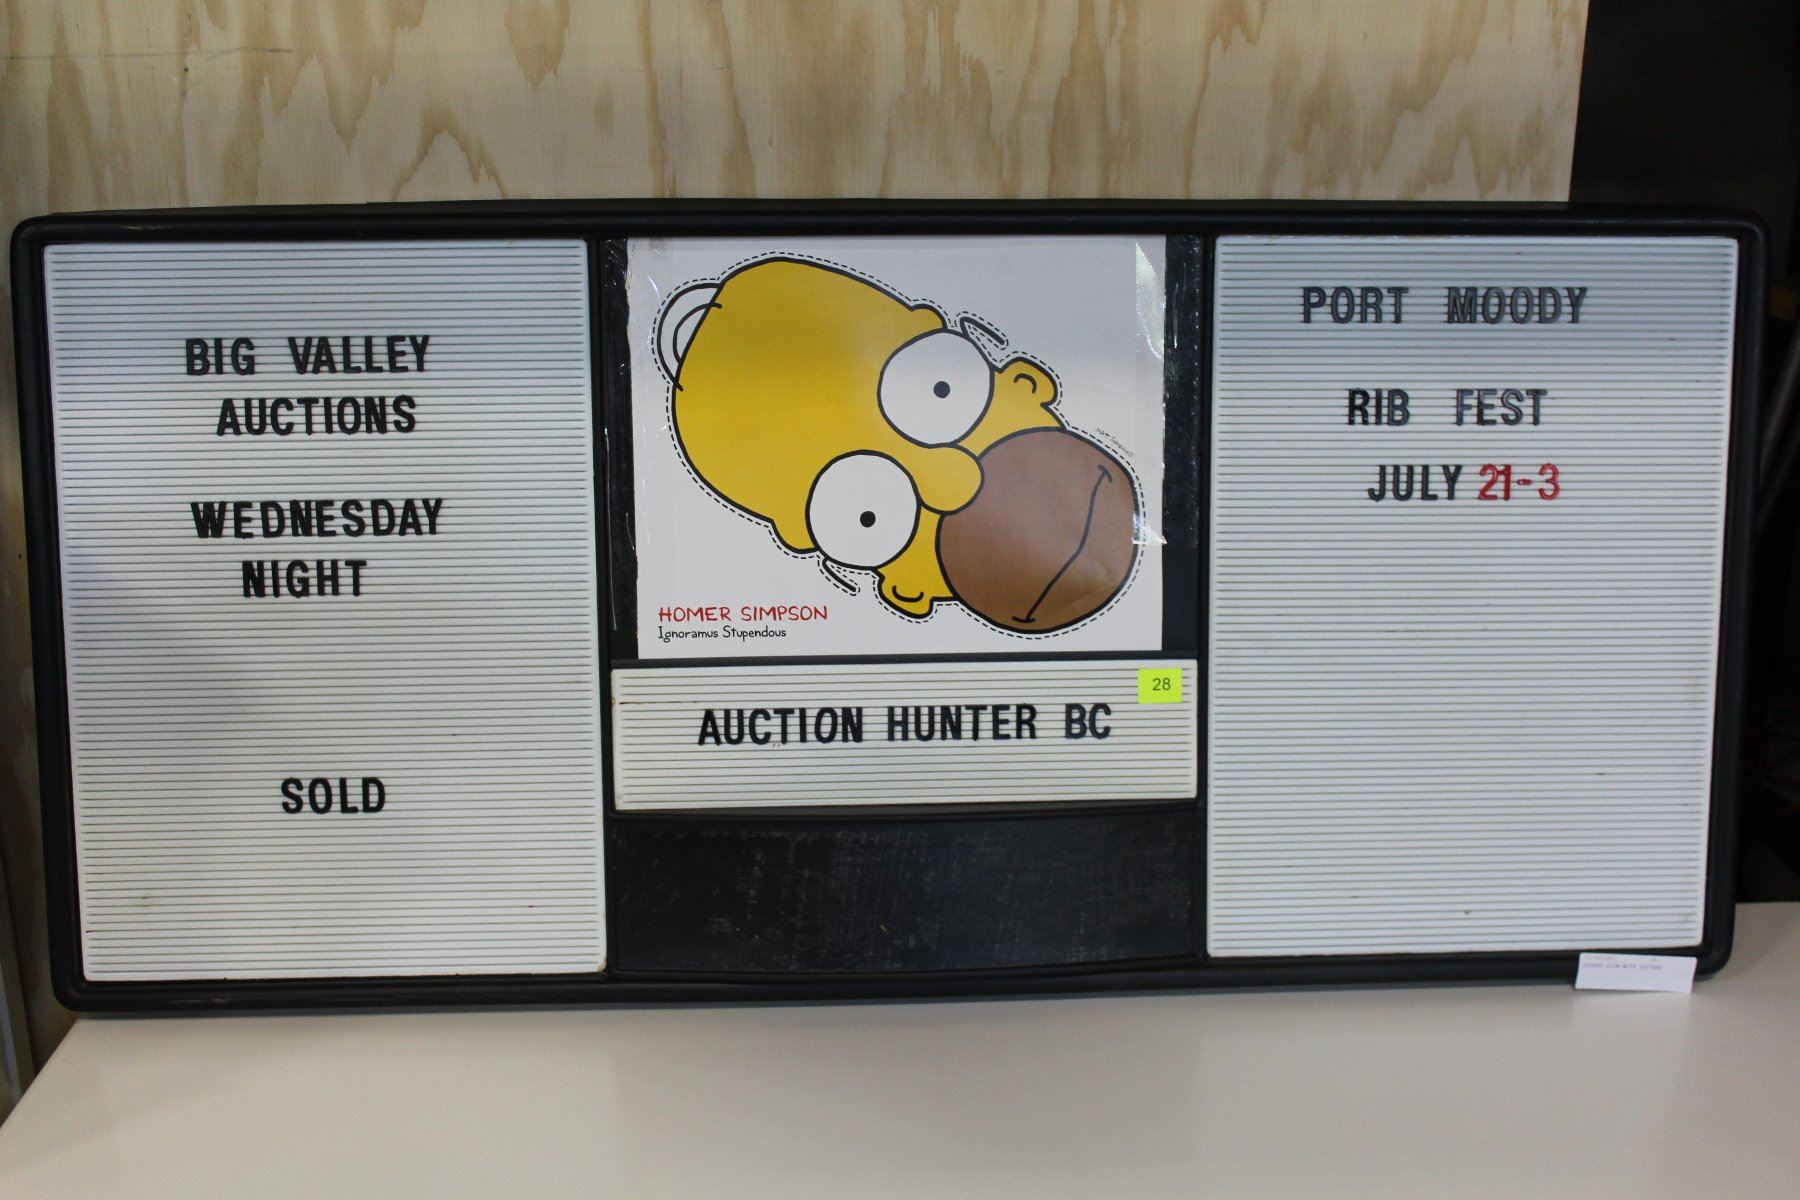 BIG VALLEY
AUCTIONS
WEDNESDAY
NIGHT
SOLD
HOMER SIMPSON
Ignoramus Stupendous
28
AUCTION HUNTER BC
PORT MOODY
RIB FEST
JULY 21-3